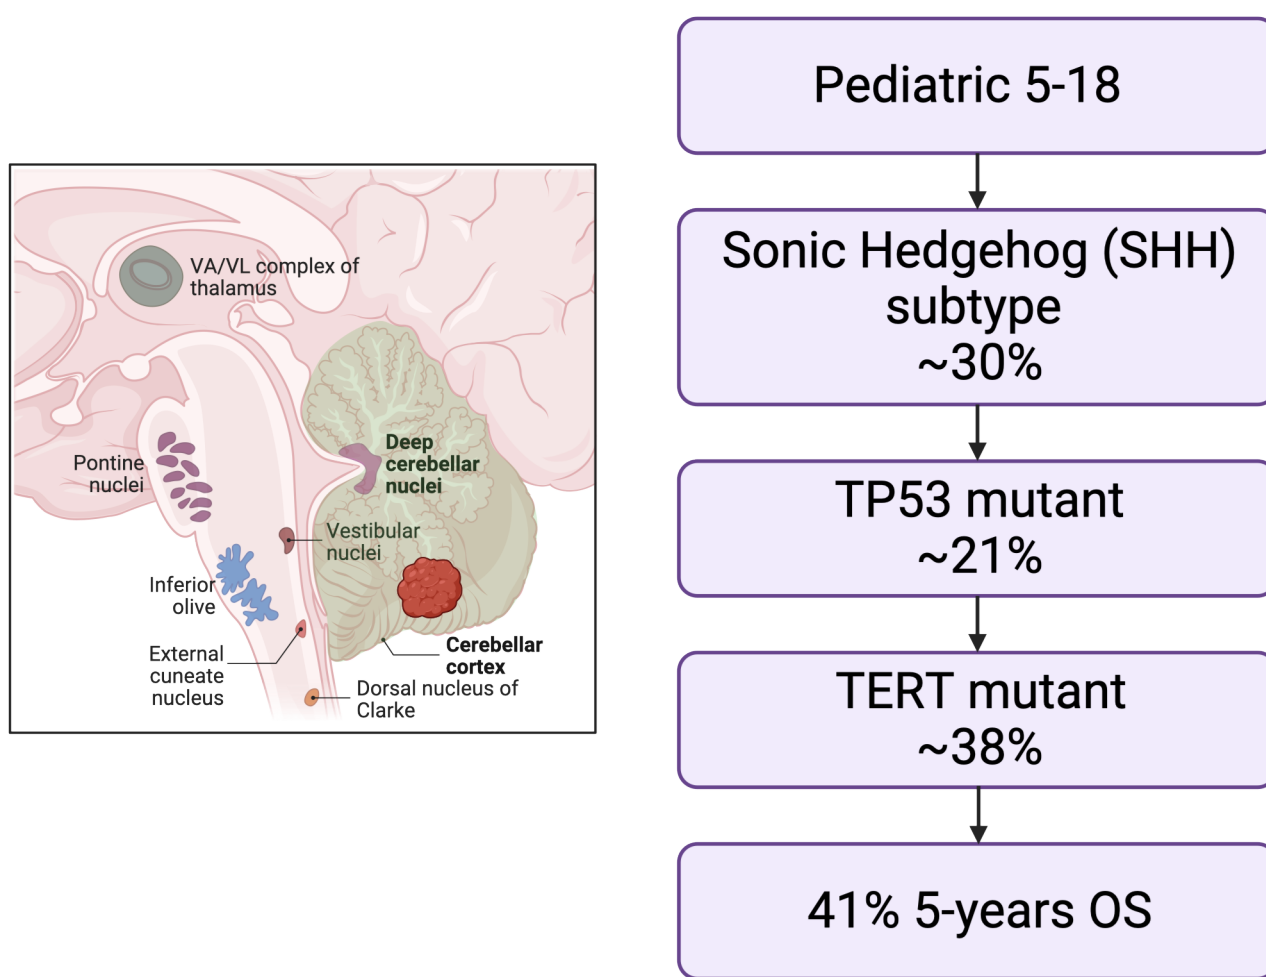 VA/VL complex of
thalamus
Pontine
nuclei
Deep
cerebellar
nuclei
Vestibular
nuclei
Inferior
olive
External
cuneate
nucleus
Cerebellar
cortex
Dorsal nucleus of
Clarke
Pediatric 5-18
Sonic Hedgehog (SHH)
subtype
~30%
TP53 mutant
~21%
TERT mutant
~38%
41% 5-years OS